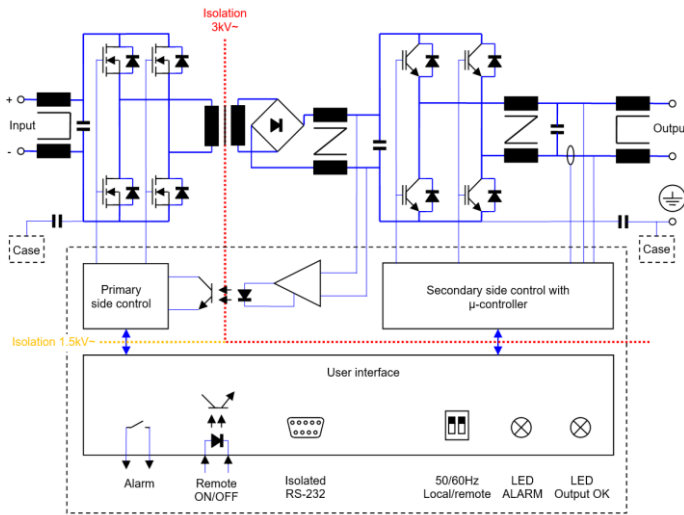 Isolation
3kV~
+
Input
-
Output
Case
Case
Primary
side control
Secondary side control with
µ-controller
Isolation 1.5kV~
User interface
Alarm
Remote
ON/OFF
Isolated
RS-232
50/60Hz
Local/remote
LED
ALARM
LED
Output OK